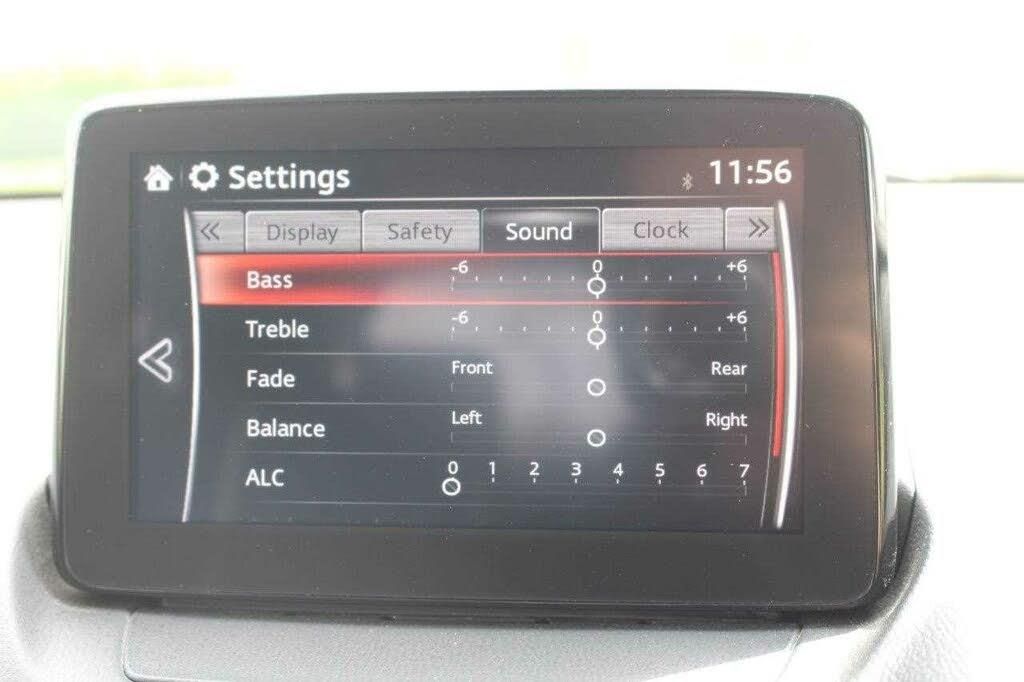 Settings 11:56
« Display Safety Sound Clock »
Bass -6 0 +6
Treble -6 0 +6
Fade Front Rear
Balance Left Right
ALC 0 1 2 3 4 5 6 7